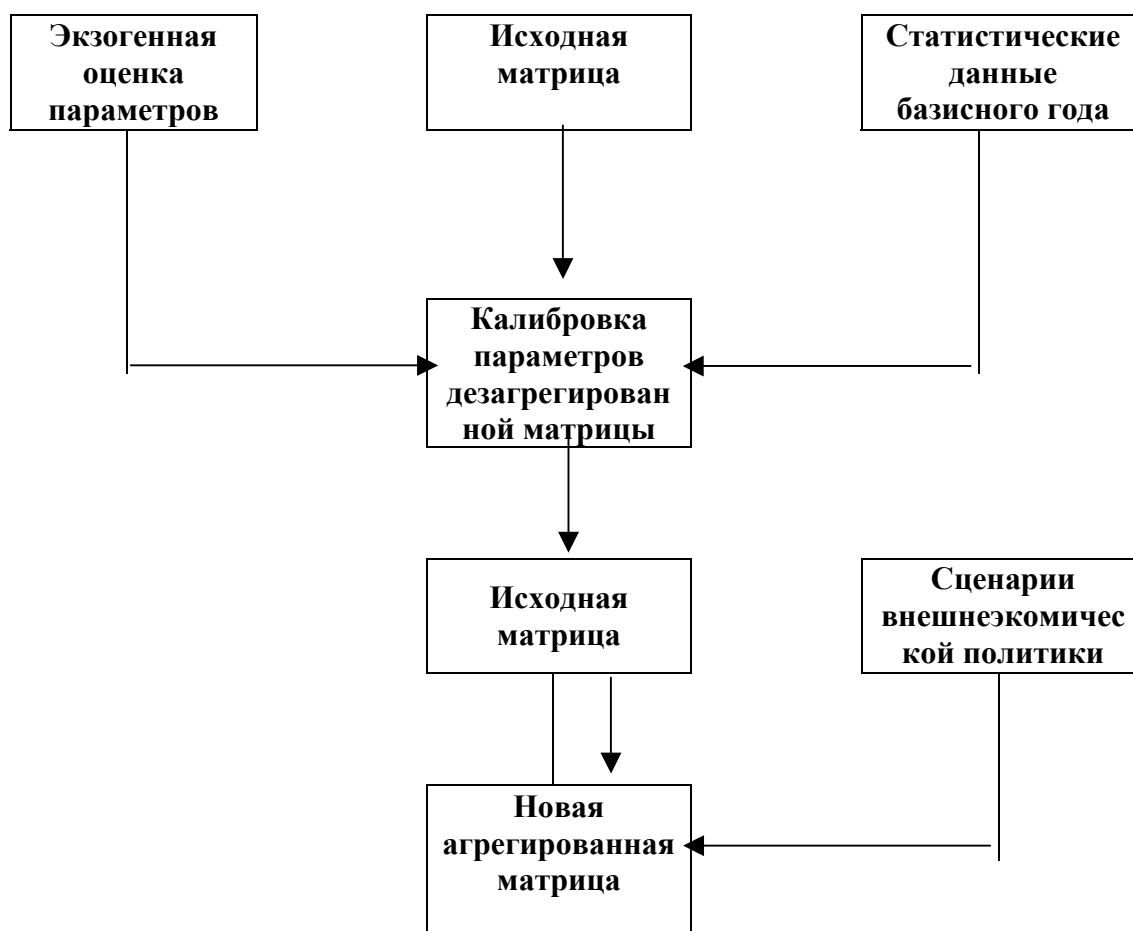 Экзогенная
оценка
параметров
Исходная
матрица
Статистические
данные
базисного года
Калибровка
параметров
дезагрегирован
ной матрицы
Исходная
матрица
Сценарии
внешнеэкомичес
кой политики
Новая
агрегированная
матрица